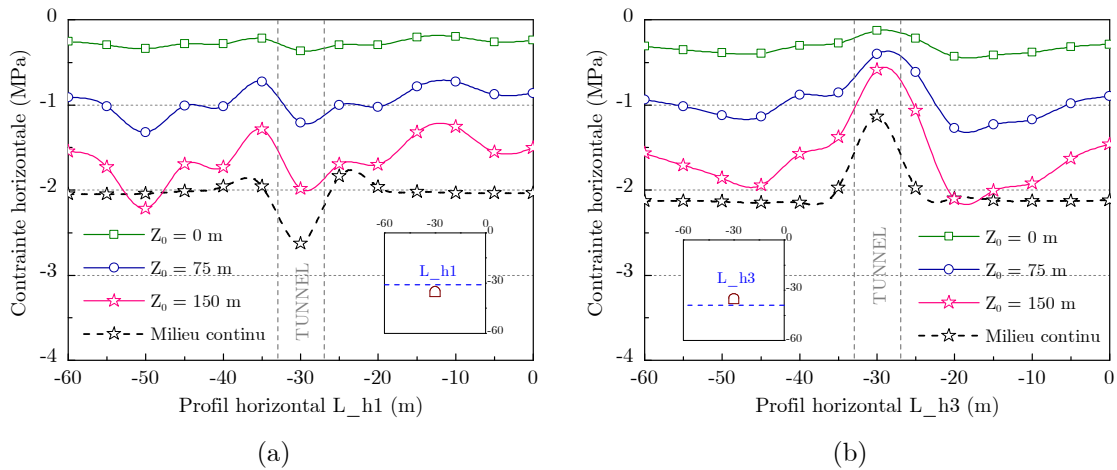 Contrainte horizontale (MPa)
0
-1
-2
-3
-4
Z₀ = 0 m
Z₀ = 75 m
Z₀ = 150 m
Milieu continu
TUNNEL
-60 -30 0
L_h1
-30
-60
-60 -50 -40 -30 -20 -10 0
Profil horizontal L_h1 (m)
(a)
Contrainte horizontale (MPa)
0
-1
-2
-3
-4
-60 -30 0
L_h3
-30
-60
TUNNEL
Z₀ = 0 m
Z₀ = 75 m
Z₀ = 150 m
Milieu continu
-60 -50 -40 -30 -20 -10 0
Profil horizontal L_h3 (m)
(b)